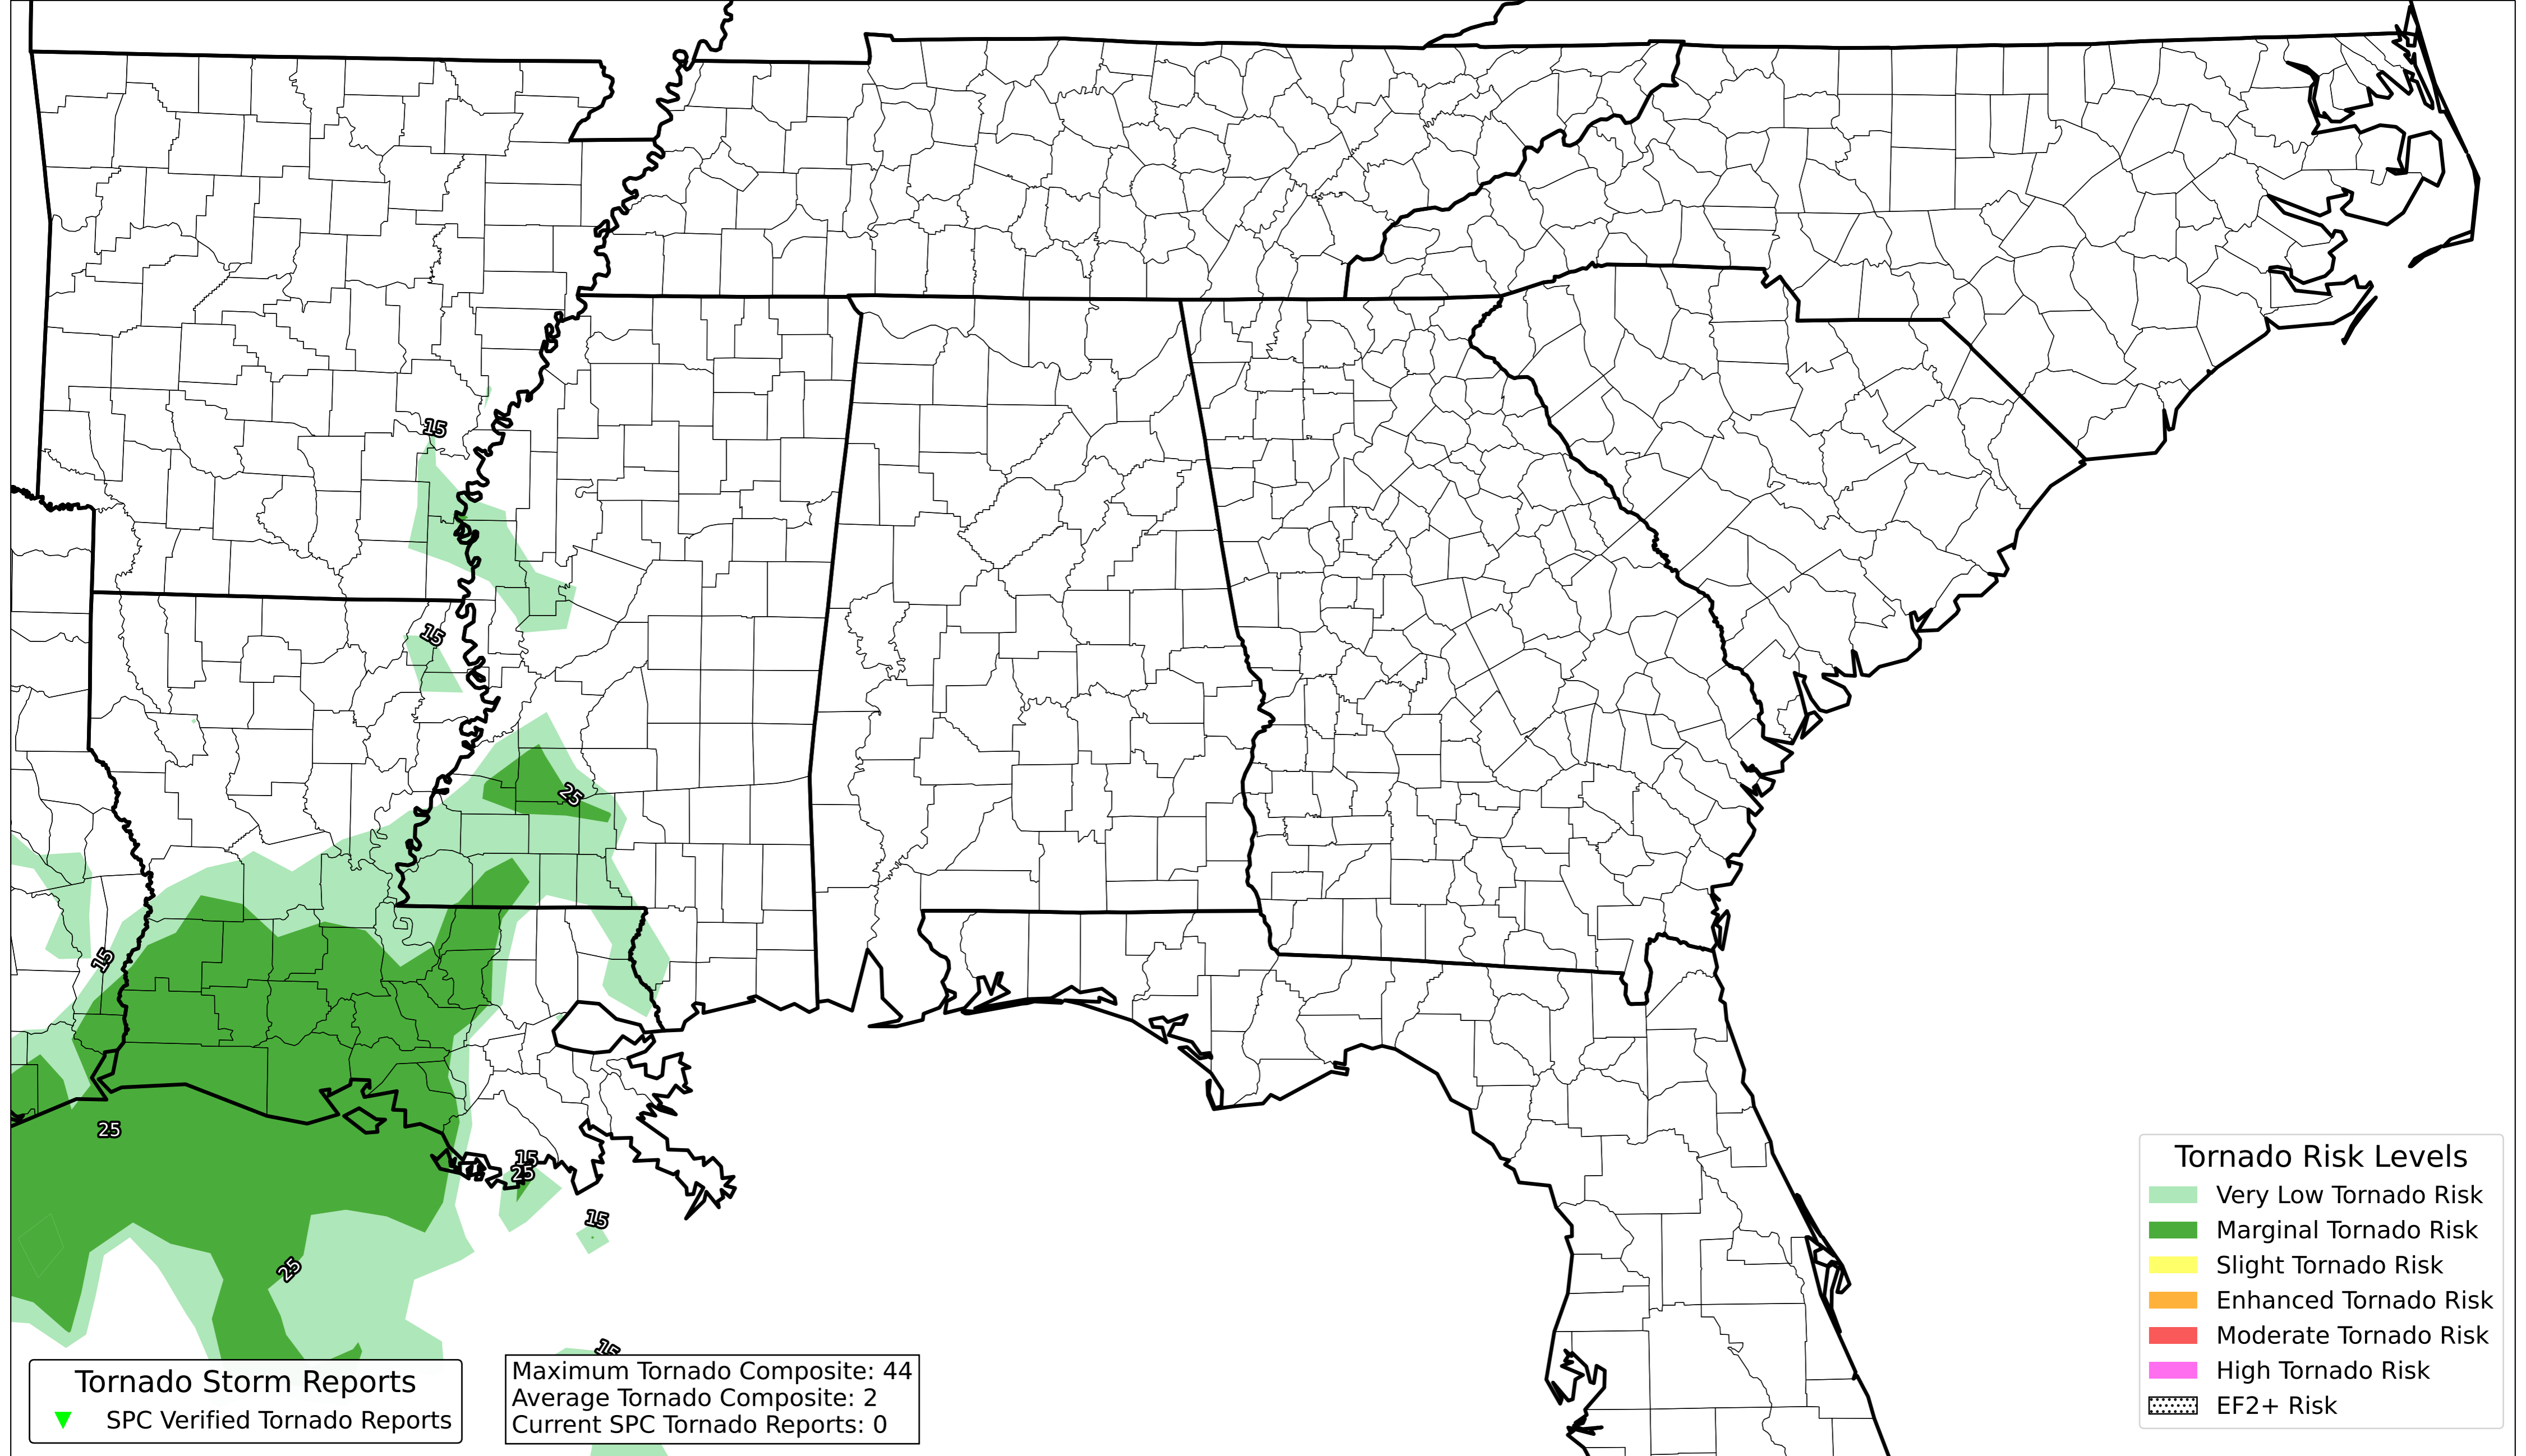 15
15
25
15
25
15
25
15
25
15
Tornado Storm Reports
SPC Verified Tornado Reports
Maximum Tornado Composite: 44
Average Tornado Composite: 2
Current SPC Tornado Reports: 0
Tornado Risk Levels
Very Low Tornado Risk
Marginal Tornado Risk
Slight Tornado Risk
Enhanced Tornado Risk
Moderate Tornado Risk
High Tornado Risk
EF2+ Risk